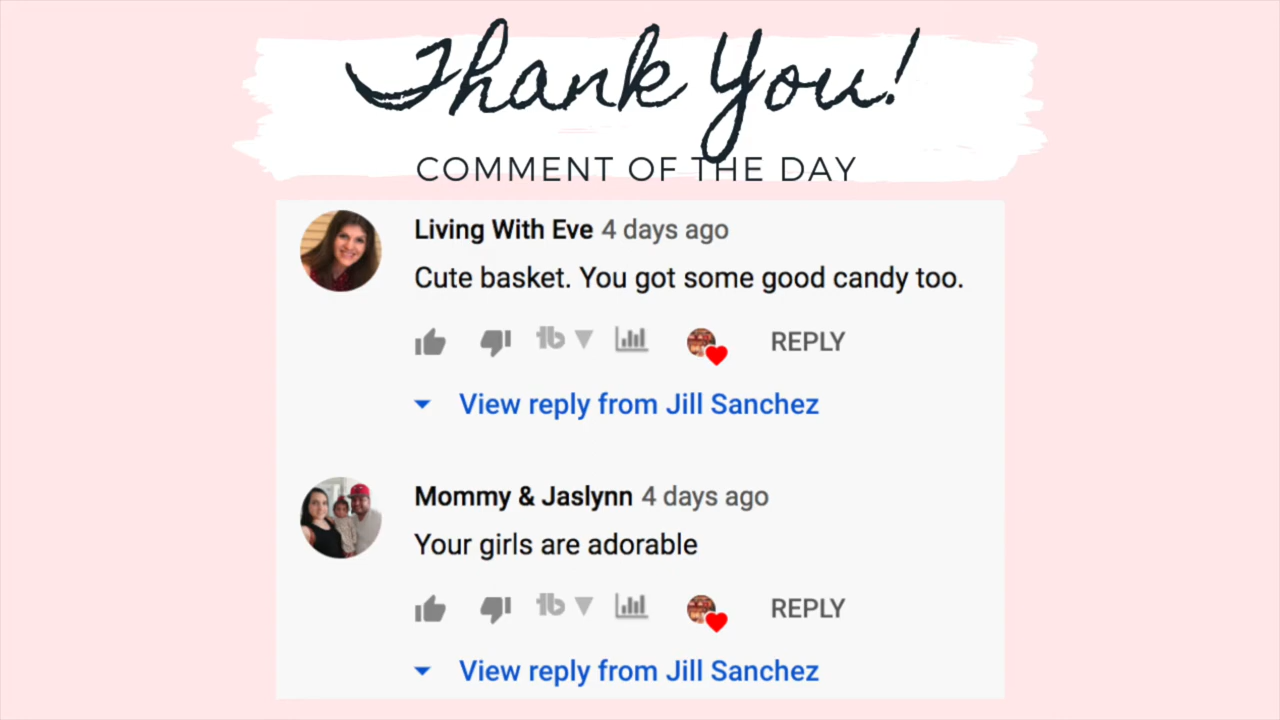 Thank You!
COMMENT OF THE DAY
Living With Eve 4 days ago
Cute basket. You got some good candy too.
REPLY
View reply from Jill Sanchez
Mommy & Jaslynn 4 days ago
Your girls are adorable
REPLY
View reply from Jill Sanchez